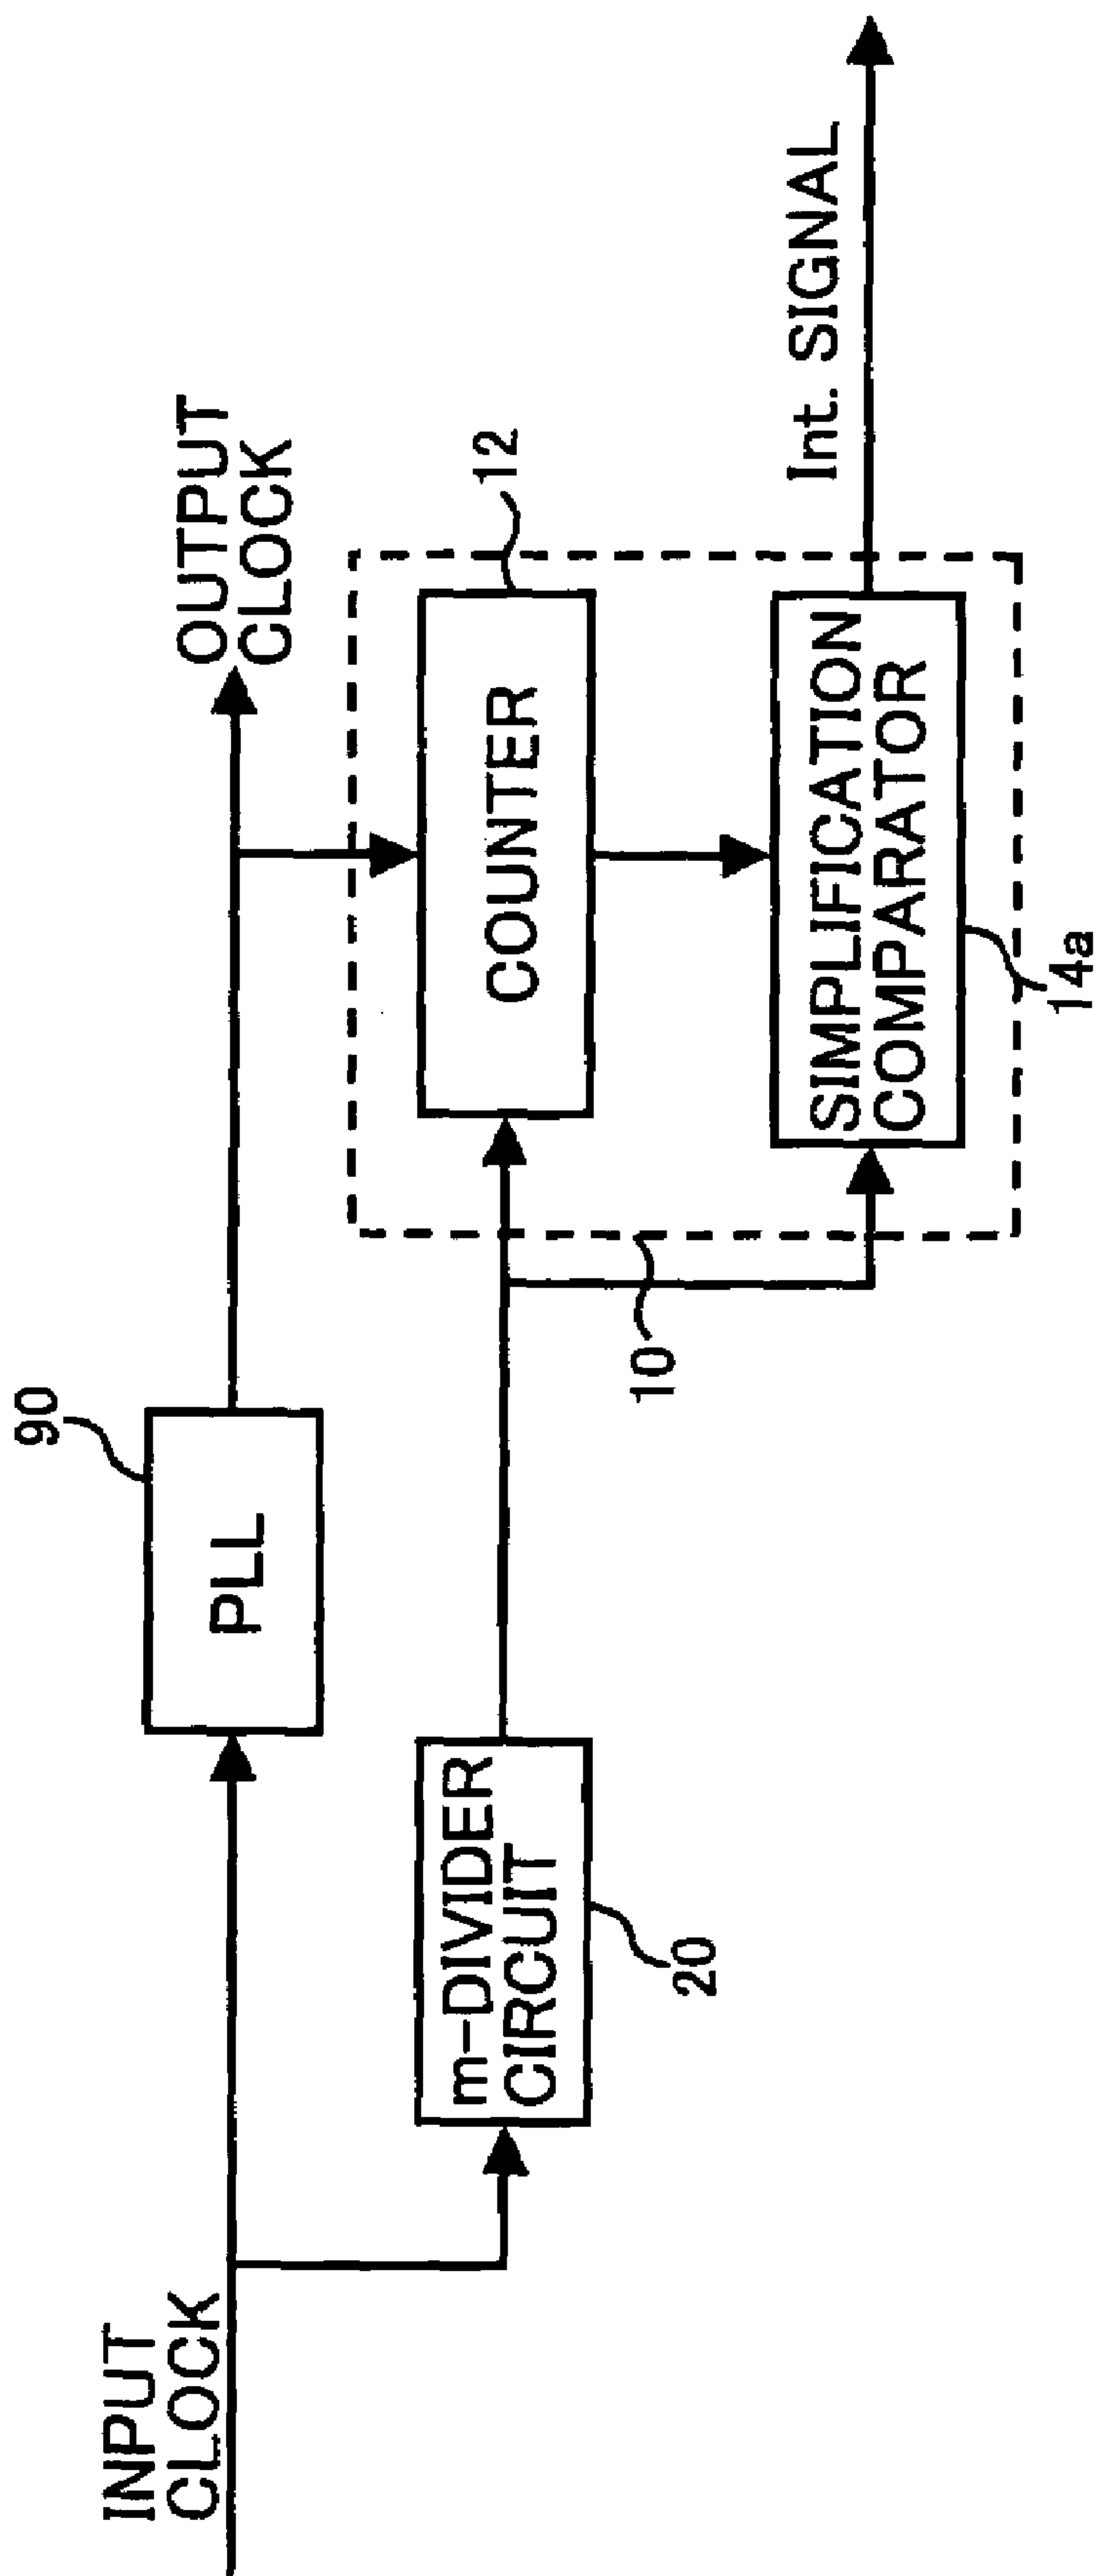 INPUT
CLOCK
90
PLL
OUTPUT
CLOCK
m-DIVIDER
CIRCUIT
20
10
COUNTER
12
SIMPLIFICATION
COMPARATOR
14a
Int. SIGNAL